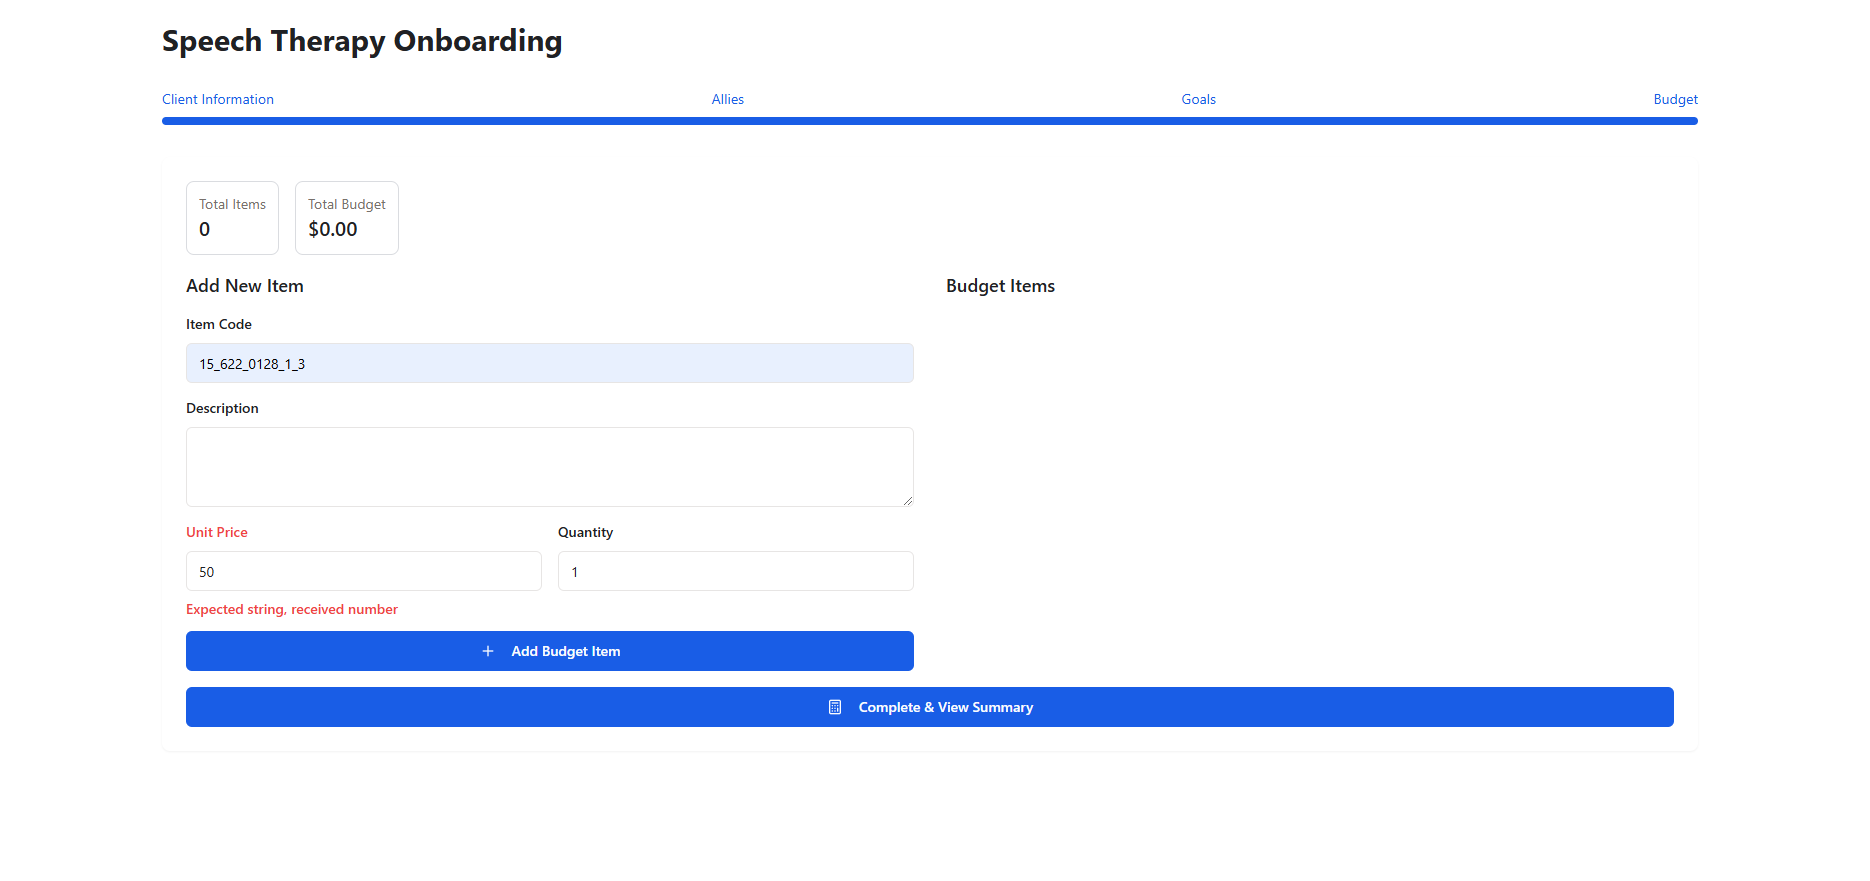 Speech Therapy Onboarding
Client Information Allies Goals Budget
Total Items Total Budget
0 $0.00
Add New Item
Budget Items
Item Code
15_622_0128_1_3
Description
Unit Price Quantity
50 1
Expected string, received number
Add Budget Item
Complete & View Summary